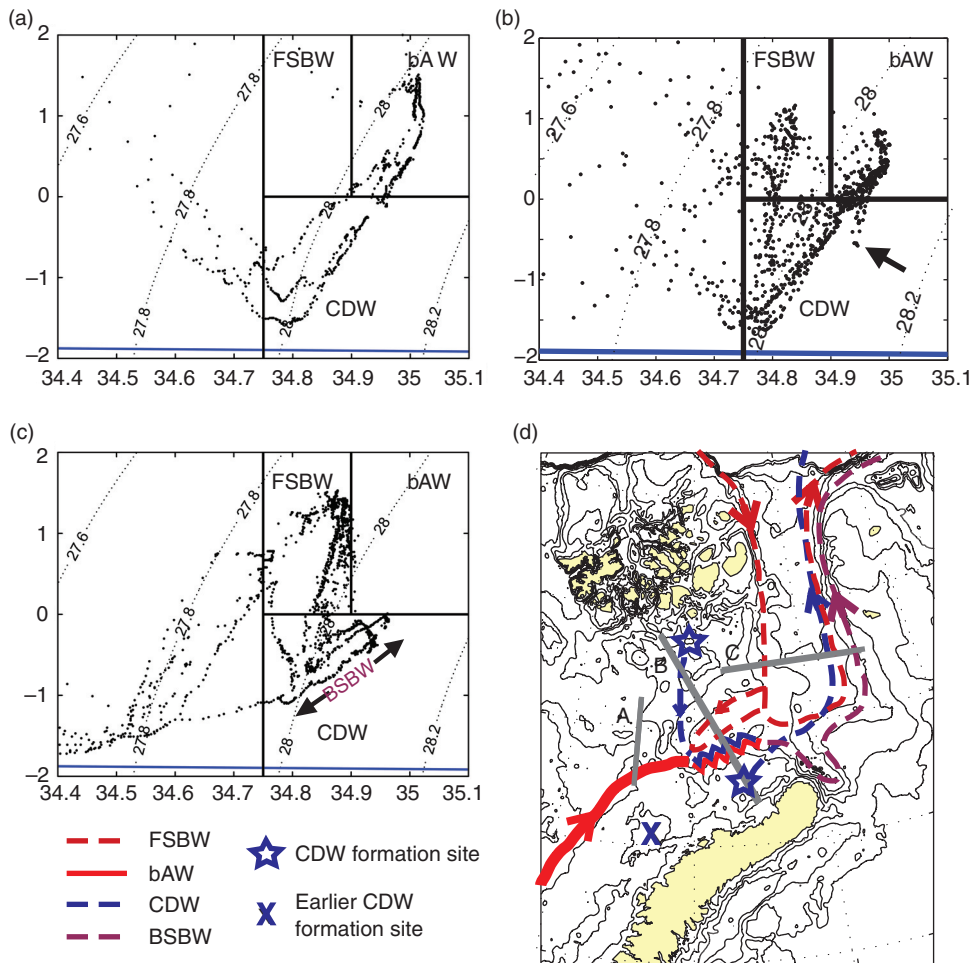 (a)
2
1
0
−1
−2
FSBW
bAW
CDW
27.6
27.8
28
27.8
28
28.2
34.4 34.5 34.6 34.7 34.8 34.9 35 35.1
(b)
2
1
0
−1
−2
FSBW
bAW
CDW
27.6
27.8
28
27.8
28
28
28.2
34.4 34.5 34.6 34.7 34.8 34.9 35 35.1
(c)
2
1
0
−1
−2
FSBW
bAW
BSBW
CDW
27.6
27.8
28
27.8
28
28.2
34.4 34.5 34.6 34.7 34.8 34.9 35 35.1
(d)
A
B
C
X
FSBW
bAW
CDW
BSBW
CDW formation site
X Earlier CDW
formation site